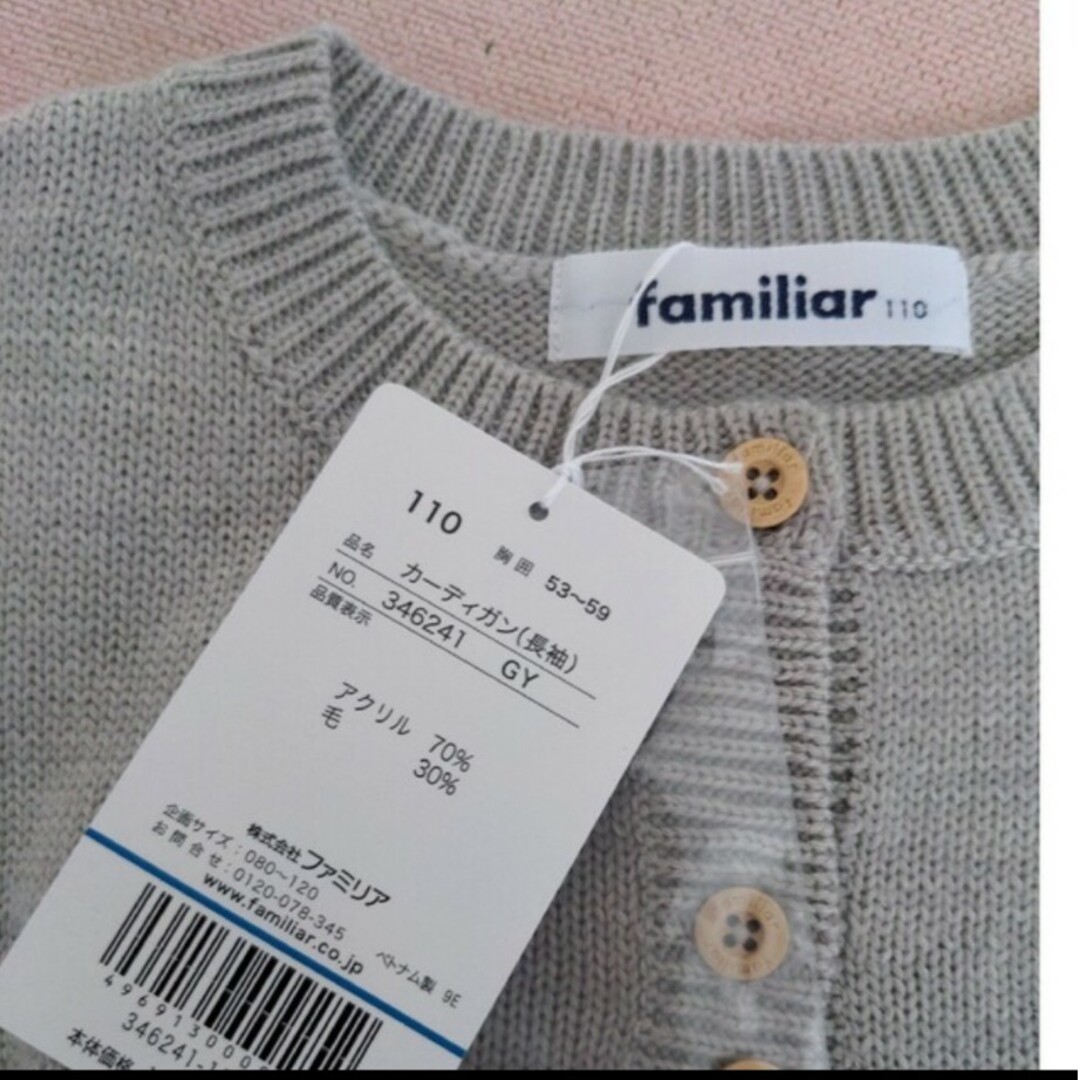 familiar 110
familiar
110 胸囲 53~59
品名 カーディガン(長袖)
NO. 346241 GY
品質表示
アクリル 70%
毛 30%
株式会社ファミリア
企画サイズ:080~120
お問合せ:0120-078-345
www.familiar.co.jp
ベトナム製 9E
496913000
346241-1
本体価格